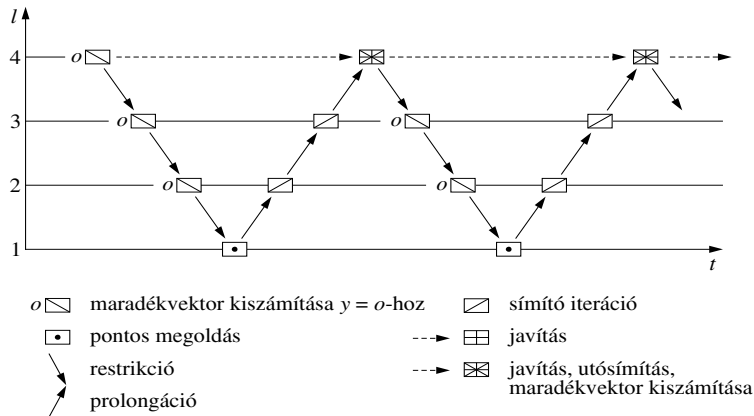 l
4
o
3
o
o
2
o
o
1
t
o maradékvektor kiszámítása y = o-hoz
símító iteráció
pontos megoldás
javítás
restrikció
javítás, utósímítás,
maradékvektor kiszámítása
prolongáció